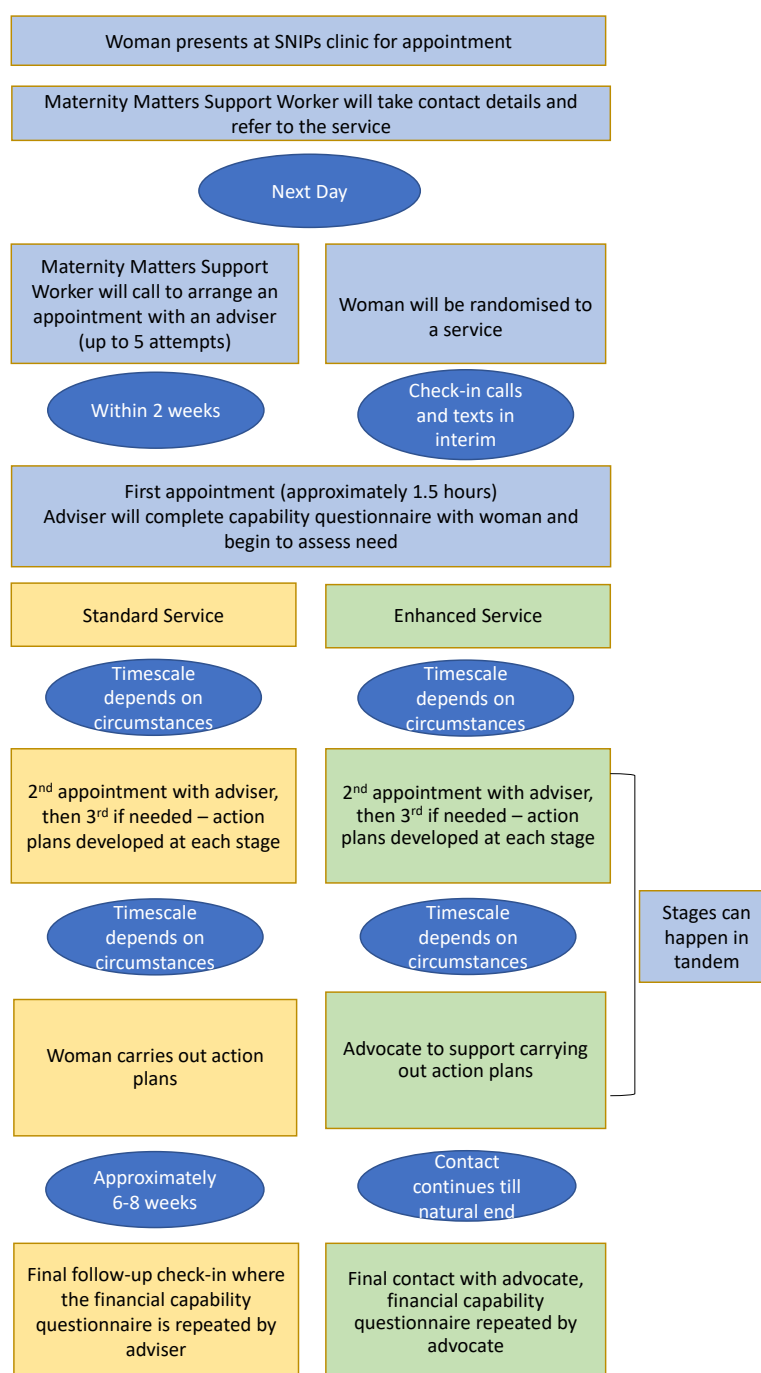 Woman presents at SNIPs clinic for appointment
Maternity Matters Support Worker will take contact details and
refer to the service
Next Day
Maternity Matters Support
Worker will call to arrange an
appointment with an adviser
(up to 5 attempts)
Woman will be randomised to
a service
Within 2 weeks
Check-in calls
and texts in
interim
First appointment (approximately 1.5 hours)
Adviser will complete capability questionnaire with woman and
begin to assess need
Standard Service
Enhanced Service
Timescale
depends on
circumstances
Timescale
depends on
circumstances
2nd appointment with adviser,
then 3rd if needed – action
plans developed at each stage
2nd appointment with adviser,
then 3rd if needed – action
plans developed at each stage
Timescale
depends on
circumstances
Timescale
depends on
circumstances
Stages can
happen in
tandem
Woman carries out action
plans
Advocate to support carrying
out action plans
Approximately
6-8 weeks
Contact
continues till
natural end
Final follow-up check-in where
the financial capability
questionnaire is repeated by
adviser
Final contact with advocate,
financial capability
questionnaire repeated by
advocate